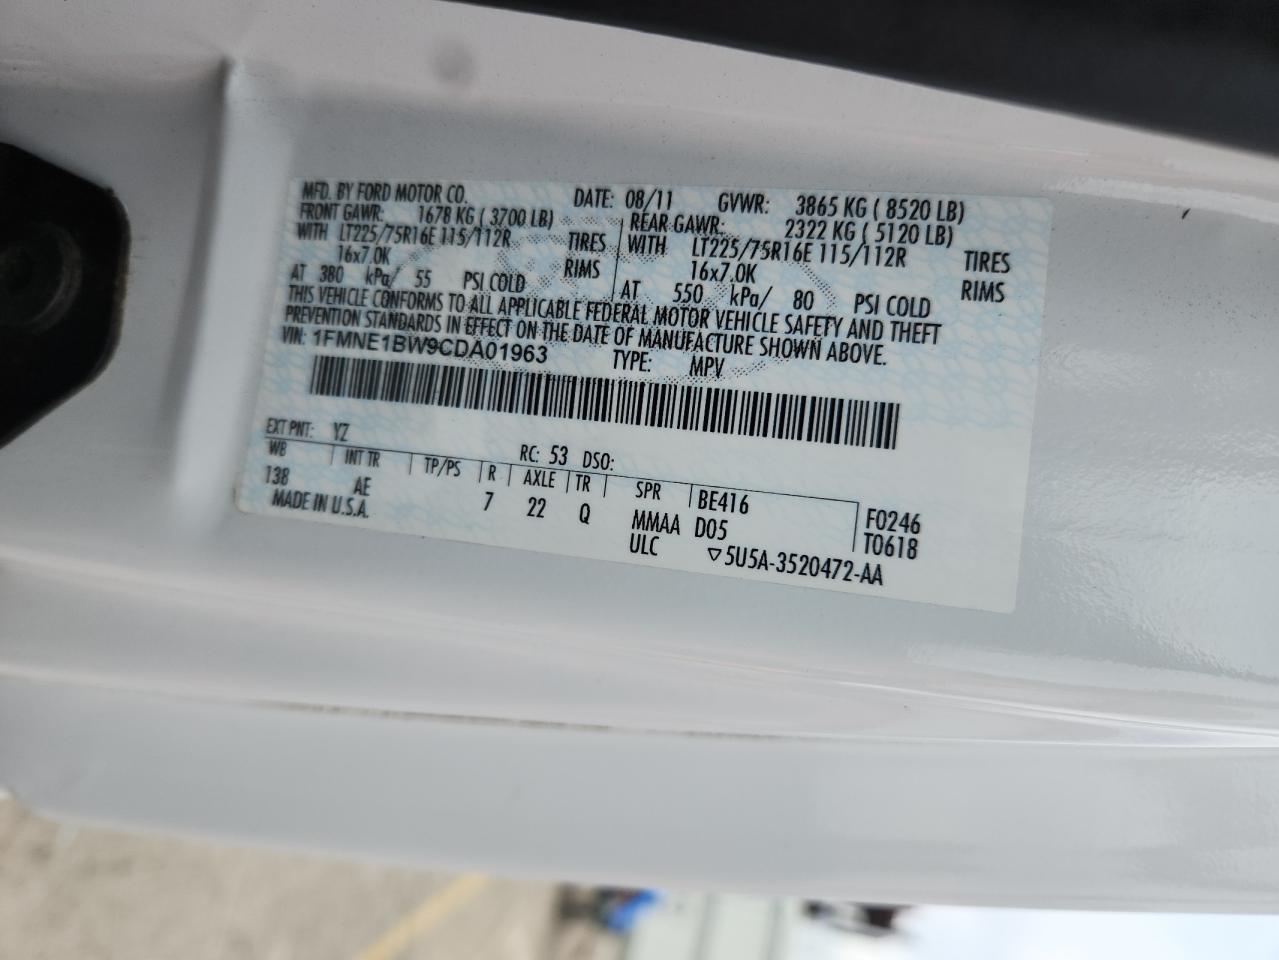 MFD. BY FORD MOTOR CO. DATE: 08/11 GVWR: 3865 KG ( 8520 LB)
FRONT GAWR: 1678 KG ( 3700 LB) REAR GAWR: 2322 KG ( 5120 LB)
WITH LT225/75R16E 115/112R TIRES WITH LT225/75R16E 115/112R TIRES
16x7.0K RIMS 16x7.0K RIMS
AT 380 kPa/ 55 PSI COLD AT 550 kPa/ 80 PSI COLD
THIS VEHICLE CONFORMS TO ALL APPLICABLE FEDERAL MOTOR VEHICLE SAFETY AND THEFT
PREVENTION STANDARDS IN EFFECT ON THE DATE OF MANUFACTURE SHOWN ABOVE.
VIN: 1FMNE1BW9CDA01963 TYPE: MPV
EXT PNT: YZ RC: 53 DSO:
WB INT TR TP/PS R AXLE TR SPR BE416 F0246
138 AE 7 22 Q MMAA D05 T0618
MADE IN U.S.A. ULC ▽5U5A-3520472-AA